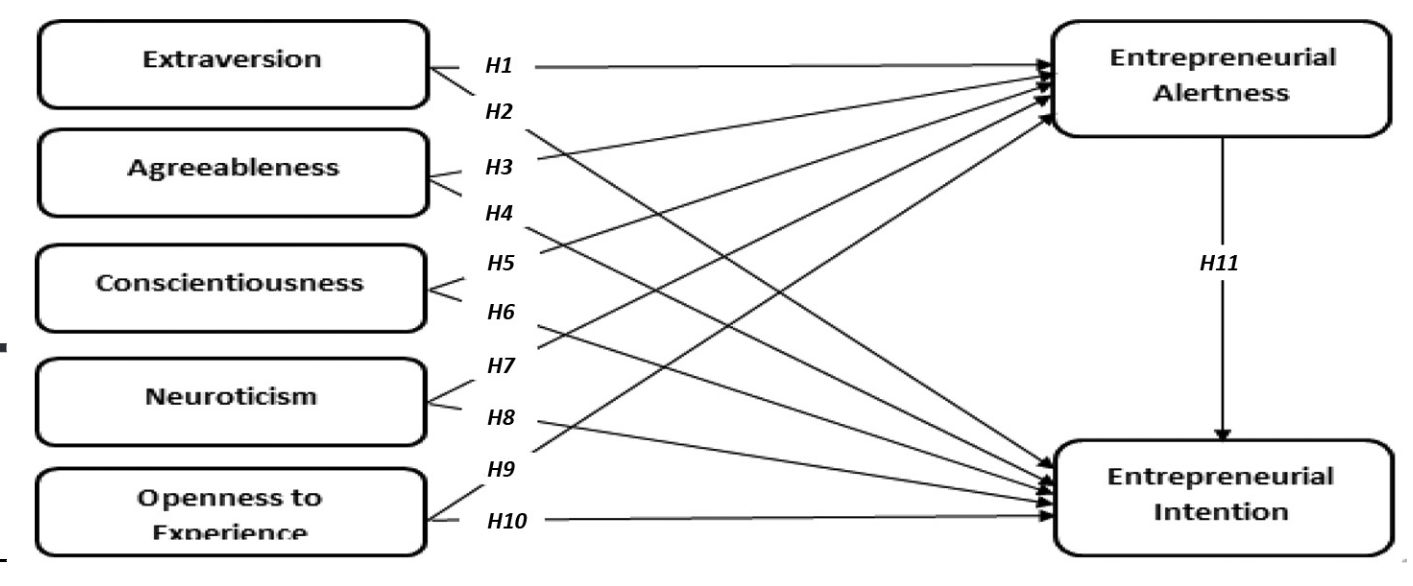 Extraversion
H1
Entrepreneurial
Alertness
H2
Agreeableness
H3
H4
Conscientiousness
H5
H11
H6
Neuroticism
H7
H8
Openness to
Experience
H9
H10
Entrepreneurial
Intention